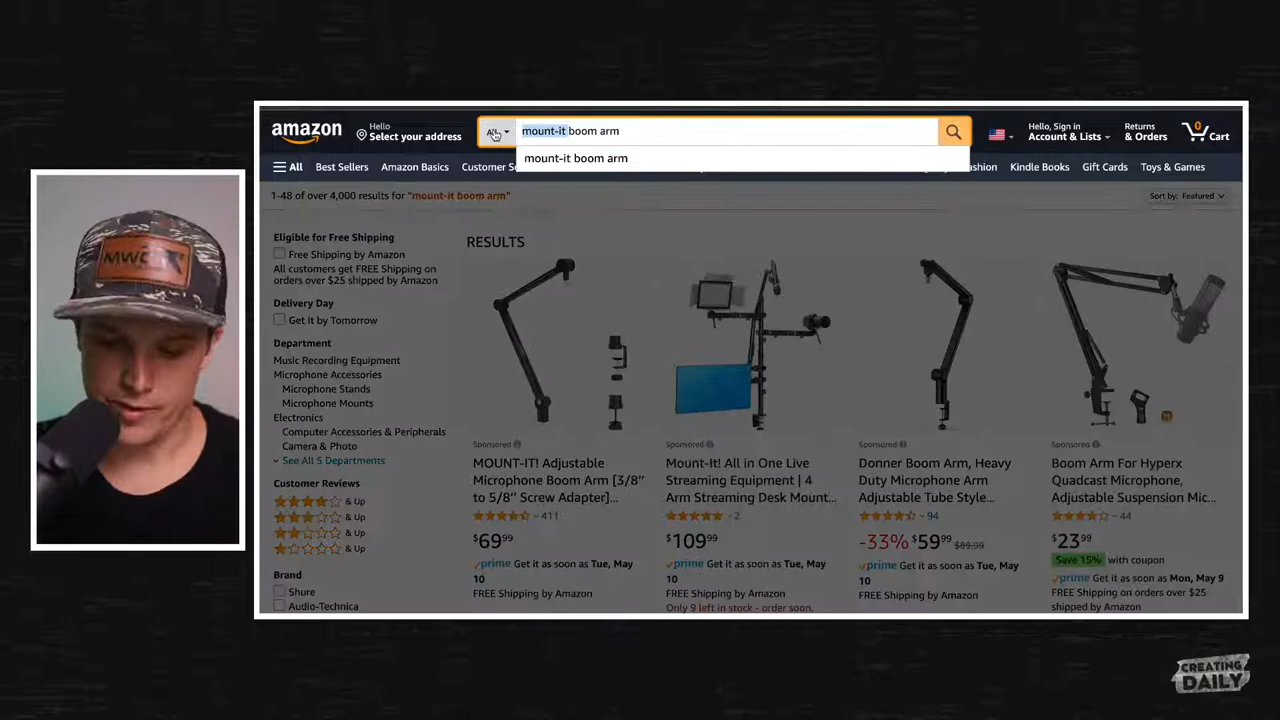 amazon
Hello
Select your address
All
mount-it boom arm
Hello, Sign in
Account & Lists
Returns
& Orders
0
Cart
mount-it boom arm
All
Best Sellers
Amazon Basics
Customer Se
ashion
Kindle Books
Gift Cards
Toys & Games
1-48 of over 4,000 results for "mount-it boom arm"
Sort by: Featured
Eligible for Free Shipping
Free Shipping by Amazon
All customers get FREE Shipping on
orders over $25 shipped by Amazon
Delivery Day
Get It by Tomorrow
Department
Music Recording Equipment
Microphone Accessories
Microphone Stands
Microphone Mounts
Electronics
Computer Accessories & Peripherals
Camera & Photo
See All 5 Departments
Customer Reviews
& Up
& Up
& Up
& Up
Brand
Shure
Audio-Technica
RESULTS
Sponsored
MOUNT-IT! Adjustable
Microphone Boom Arm [3/8"
to 5/8" Screw Adapter]...
411
$69⁹⁹
prime Get it as soon as Tue, May
10
FREE Shipping by Amazon
Sponsored
Mount-It! All in One Live
Streaming Equipment | 4
Arm Streaming Desk Mount...
2
$109⁹⁹
prime Get it as soon as Tue, May
10
FREE Shipping by Amazon
Only 9 left in stock - order soon.
Sponsored
Donner Boom Arm, Heavy
Duty Microphone Arm
Adjustable Tube Style...
94
-33% $59⁹⁹ $89.99
prime Get it as soon as Tue, May
10
FREE Shipping by Amazon
Sponsored
Boom Arm For Hyperx
Quadcast Microphone,
Adjustable Suspension Mic...
44
$23⁹⁹
Save 15% with coupon
prime Get it as soon as Mon, May 9
FREE Shipping on orders over $25
shipped by Amazon
CREATING
DAILY